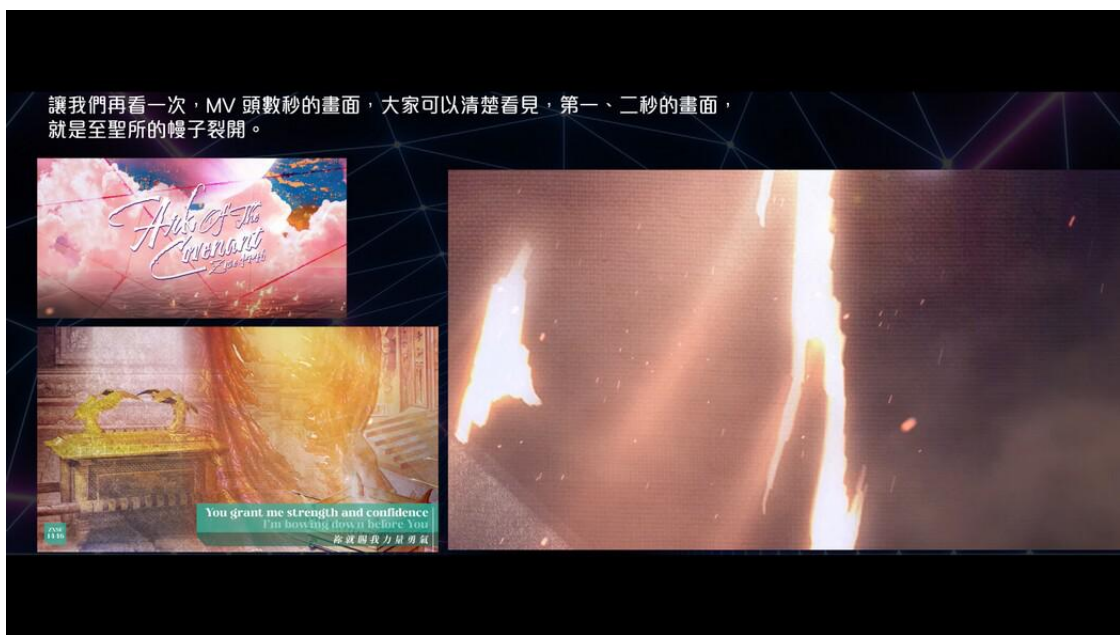 讓我們再看一次，MV 頭數秒的畫面，大家可以清楚看見，第一、二秒的畫面，
就是至聖所的幔子裂開。
Ark Of The
Covenant
You grant me strength and confidence
I'm bowing down before You
祢就賜我力量勇氣